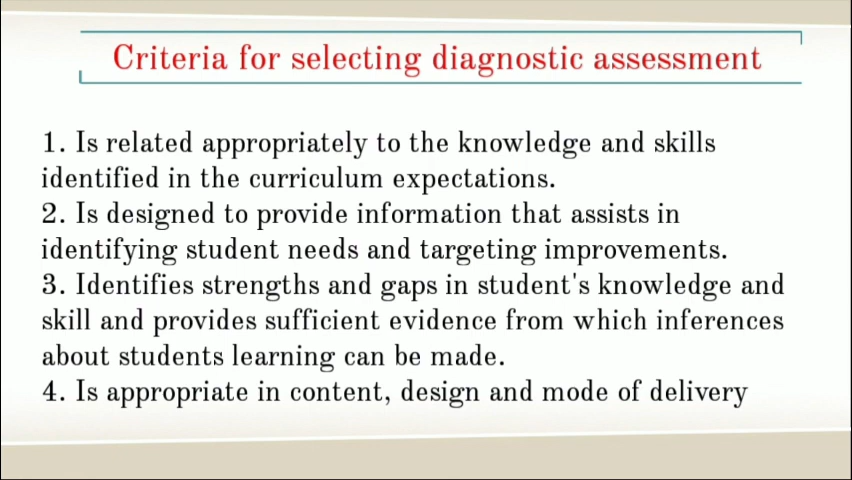 Criteria for selecting diagnostic assessment
1. Is related appropriately to the knowledge and skills
identified in the curriculum expectations.
2. Is designed to provide information that assists in
identifying student needs and targeting improvements.
3. Identifies strengths and gaps in student's knowledge and
skill and provides sufficient evidence from which inferences
about students learning can be made.
4. Is appropriate in content, design and mode of delivery